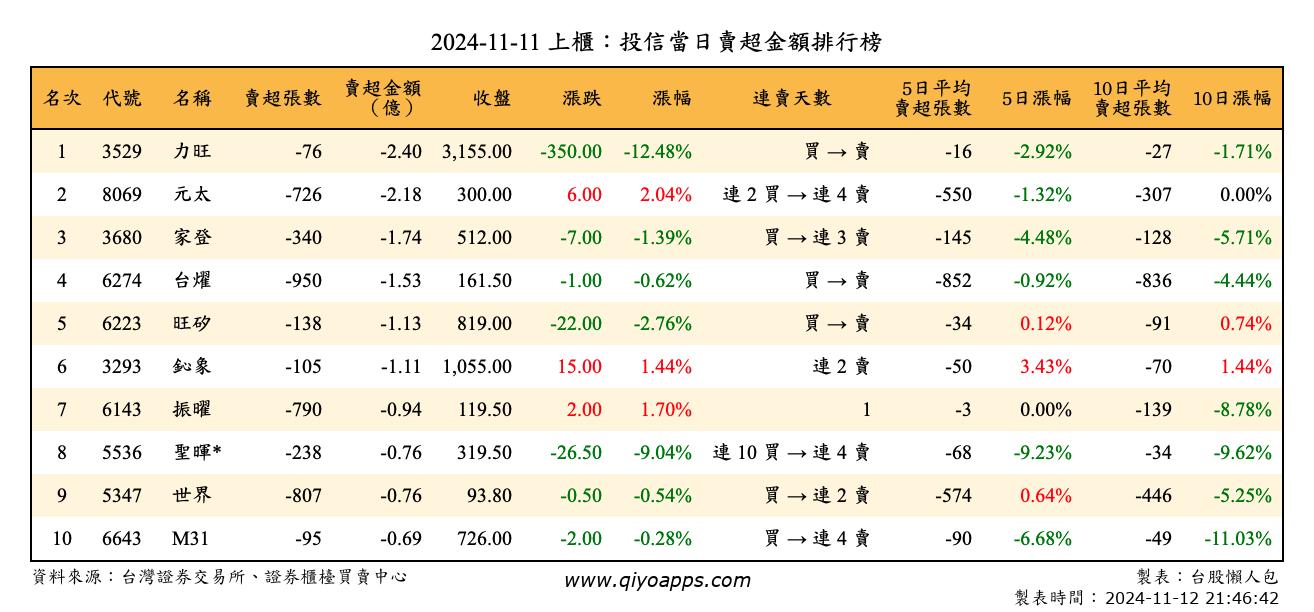 2024-11-11 上櫃：投信當日賣超金額排行榜
名次 代號 名稱 賣超張數 賣超金額（億） 收盤 漲跌 漲幅 連賣天數 5日平均賣超張數 5日漲幅 10日平均賣超張數 10日漲幅
1 3529 力旺 -76 -2.40 3,155.00 -350.00 -12.48% 買 → 賣 -16 -2.92% -27 -1.71%
2 8069 元太 -726 -2.18 300.00 6.00 2.04% 連 2 買 → 連 4 賣 -550 -1.32% -307 0.00%
3 3680 家登 -340 -1.74 512.00 -7.00 -1.39% 買 → 連 3 賣 -145 -4.48% -128 -5.71%
4 6274 台燿 -950 -1.53 161.50 -1.00 -0.62% 買 → 賣 -852 -0.92% -836 -4.44%
5 6223 旺矽 -138 -1.13 819.00 -22.00 -2.76% 買 → 賣 -34 0.12% -91 0.74%
6 3293 鈊象 -105 -1.11 1,055.00 15.00 1.44% 連 2 賣 -50 3.43% -70 1.44%
7 6143 振曜 -790 -0.94 119.50 2.00 1.70% 1 -3 0.00% -139 -8.78%
8 5536 聖暉* -238 -0.76 319.50 -26.50 -9.04% 連 10 買 → 連 4 賣 -68 -9.23% -34 -9.62%
9 5347 世界 -807 -0.76 93.80 -0.50 -0.54% 買 → 連 2 賣 -574 0.64% -446 -5.25%
10 6643 M31 -95 -0.69 726.00 -2.00 -0.28% 買 → 連 4 賣 -90 -6.68% -49 -11.03%
資料來源：台灣證券交易所、證券櫃檯買賣中心 www.qiyoapps.com 製表：台股懶人包
製表時間：2024-11-12 21:46:42